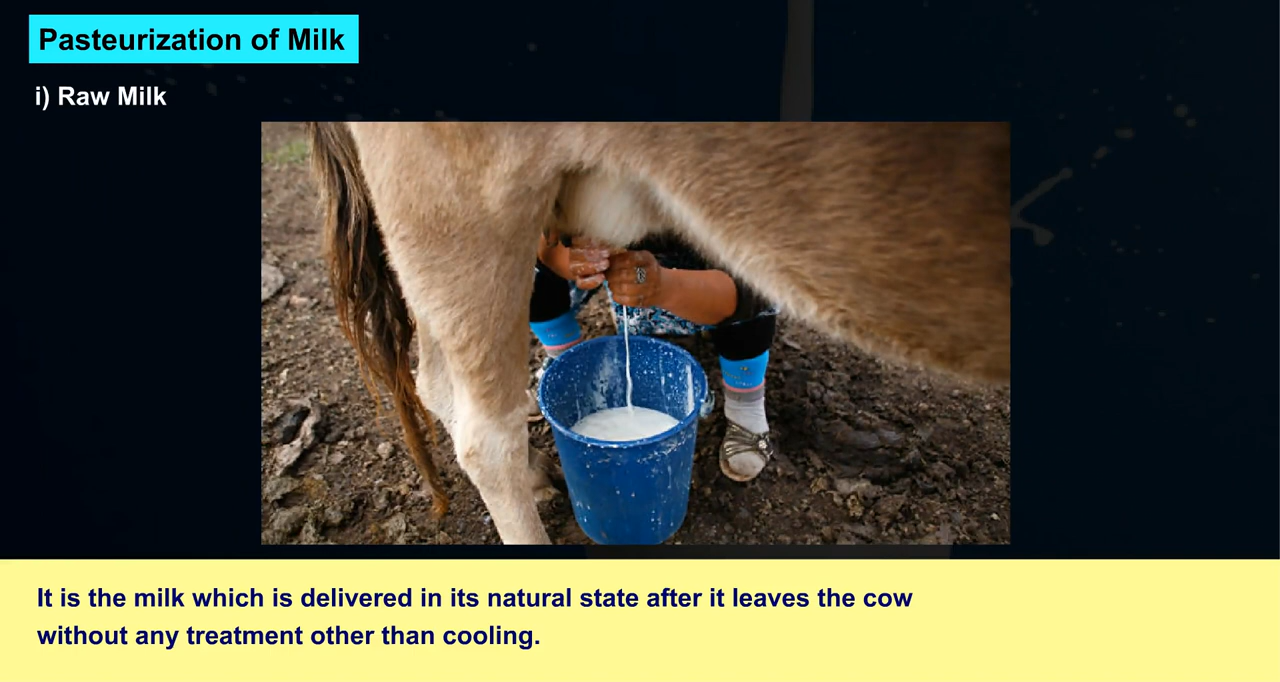 Pasteurization of Milk
i) Raw Milk
It is the milk which is delivered in its natural state after it leaves the cow
without any treatment other than cooling.